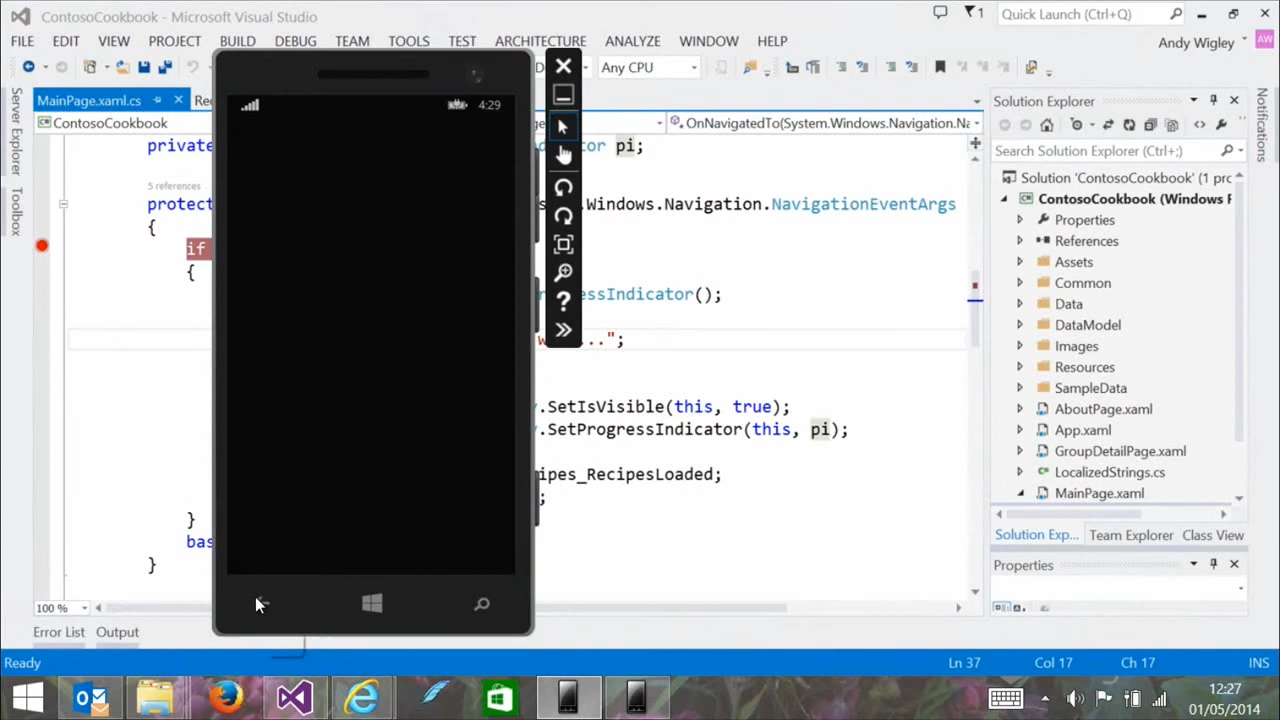 ContosoCookbook - Microsoft Visual Studio
1
Quick Launch (Ctrl+Q)
FILE EDIT VIEW PROJECT BUILD DEBUG TEAM TOOLS TEST ARCHITECTURE ANALYZE WINDOW HELP
Andy Wigley AW
D Any CPU
MainPage.xaml.cs Re
ContosoCookbook
OnNavigatedTo(System.Windows.Navigation.Na
Server Explorer
Toolbox
Notifications
4:29
privat
tor pi;
5 references
protect
s.Windows.Navigation.NavigationEventArgs
{
if
{
ressIndicator();
w...";
y.SetIsVisible(this, true);
y.SetProgressIndicator(this, pi);
ipes_RecipesLoaded;
;
}
bas
}
100 %
Solution Explorer
Search Solution Explorer (Ctrl+;)
Solution 'ContosoCookbook' (1 proj
ContosoCookbook (Windows P
Properties
References
Assets
Common
Data
DataModel
Images
Resources
SampleData
AboutPage.xaml
App.xaml
GroupDetailPage.xaml
LocalizedStrings.cs
MainPage.xaml
Solution Exp... Team Explorer Class View
Properties
Error List Output
Ready
Ln 37 Col 17 Ch 17 INS
12:27
01/05/2014